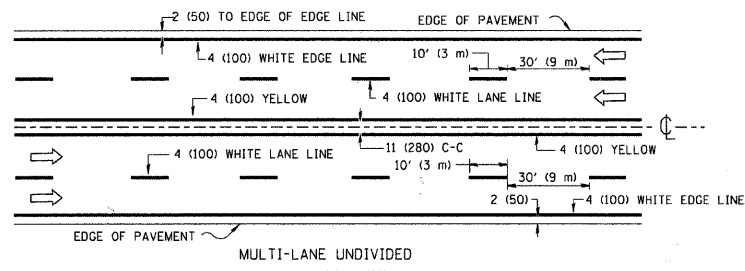 2 (50) TO EDGE OF EDGE LINE
EDGE OF PAVEMENT
4 (100) WHITE EDGE LINE
10' (3 m)
30' (9 m)
4 (100) YELLOW
4 (100) WHITE LANE LINE
℄
4 (100) WHITE LANE LINE
11 (280) C-C
4 (100) YELLOW
10' (3 m)
30' (9 m)
2 (50)
4 (100) WHITE EDGE LINE
EDGE OF PAVEMENT
MULTI-LANE UNDIVIDED